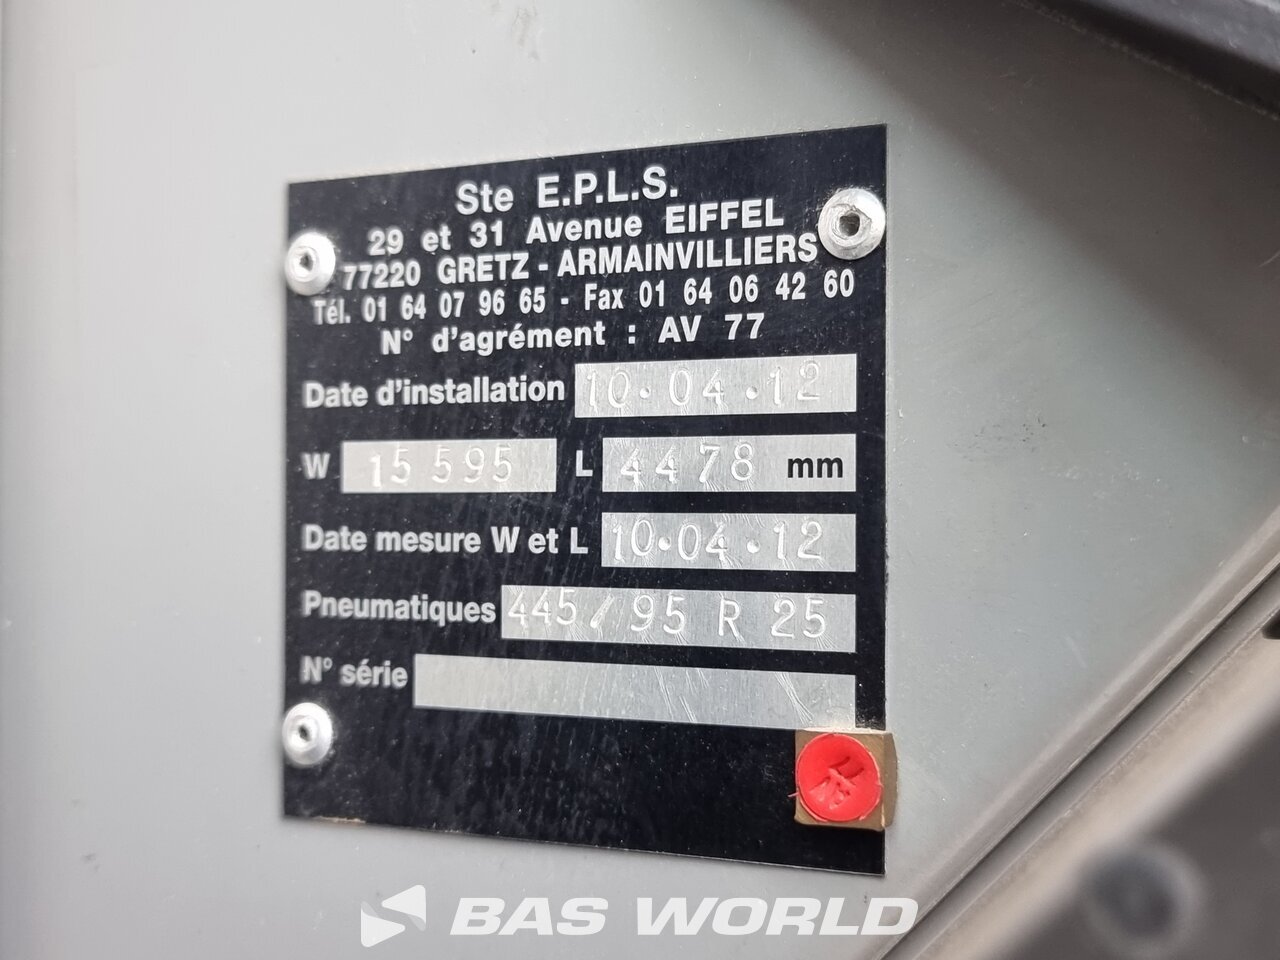 Ste E.P.L.S.
29 et 31 Avenue EIFFEL
77220 GRETZ - ARMAINVILLIERS
Tél. 01 64 07 96 65 - Fax 01 64 06 42 60
N° d'agrément : AV 77
Date d'installation 10.04.12
W 15 595 L 4478 mm
Date mesure W et L 10.04.12
Pneumatiques 445/95 R 25
N° série
BAS WORLD